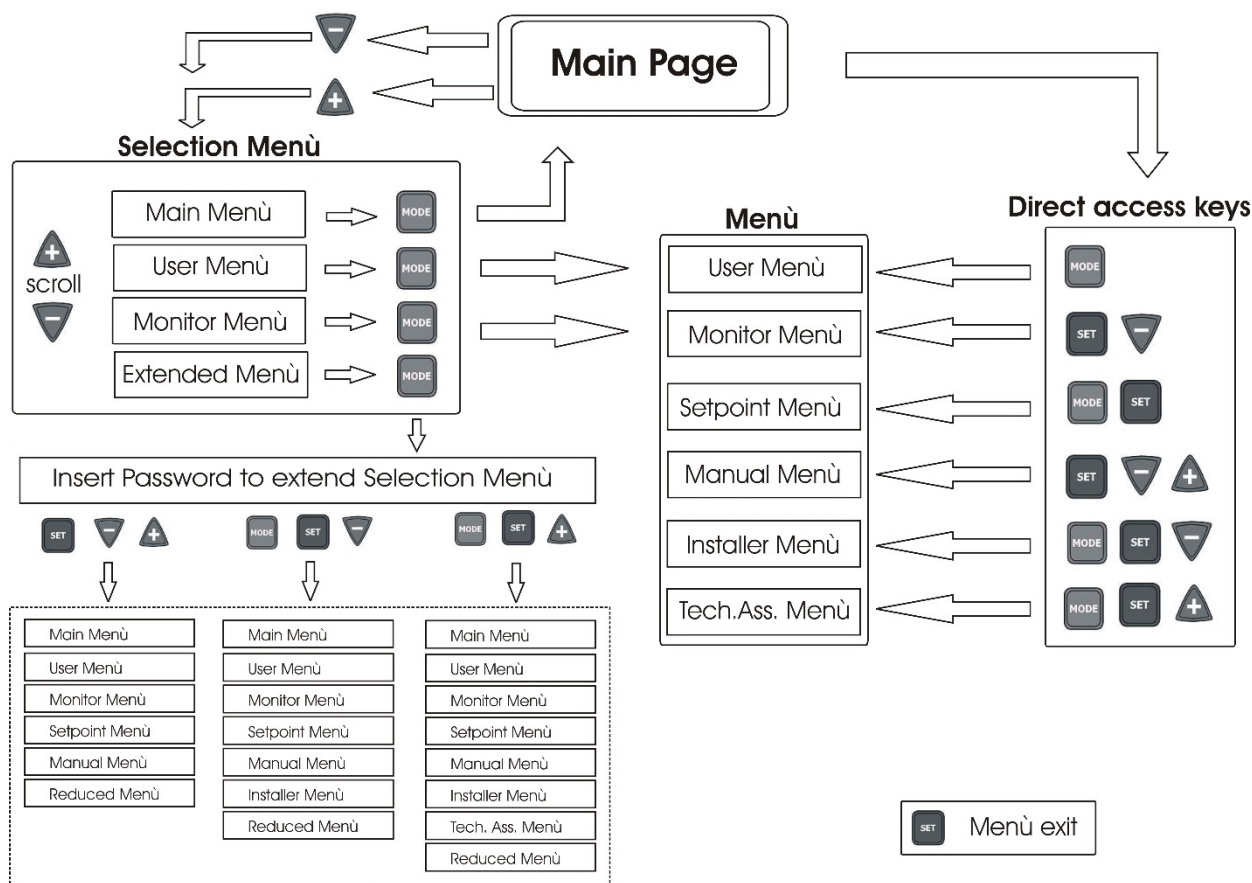 −
Main Page
+
Selection Menù
Main Menù
MODE
User Menù
MODE
+
scroll
−
Monitor Menù
MODE
Extended Menù
MODE
Insert Password to extend Selection Menù
SET − +
MODE SET −
MODE SET +
Main Menù
User Menù
Monitor Menù
Setpoint Menù
Manual Menù
Reduced Menù
Main Menù
User Menù
Monitor Menù
Setpoint Menù
Manual Menù
Installer Menù
Reduced Menù
Main Menù
User Menù
Monitor Menù
Setpoint Menù
Manual Menù
Installer Menù
Tech. Ass. Menù
Reduced Menù
Menù
User Menù
Monitor Menù
Setpoint Menù
Manual Menù
Installer Menù
Tech.Ass. Menù
Direct access keys
MODE
SET −
MODE SET
SET − +
MODE SET −
MODE SET +
SET Menù exit